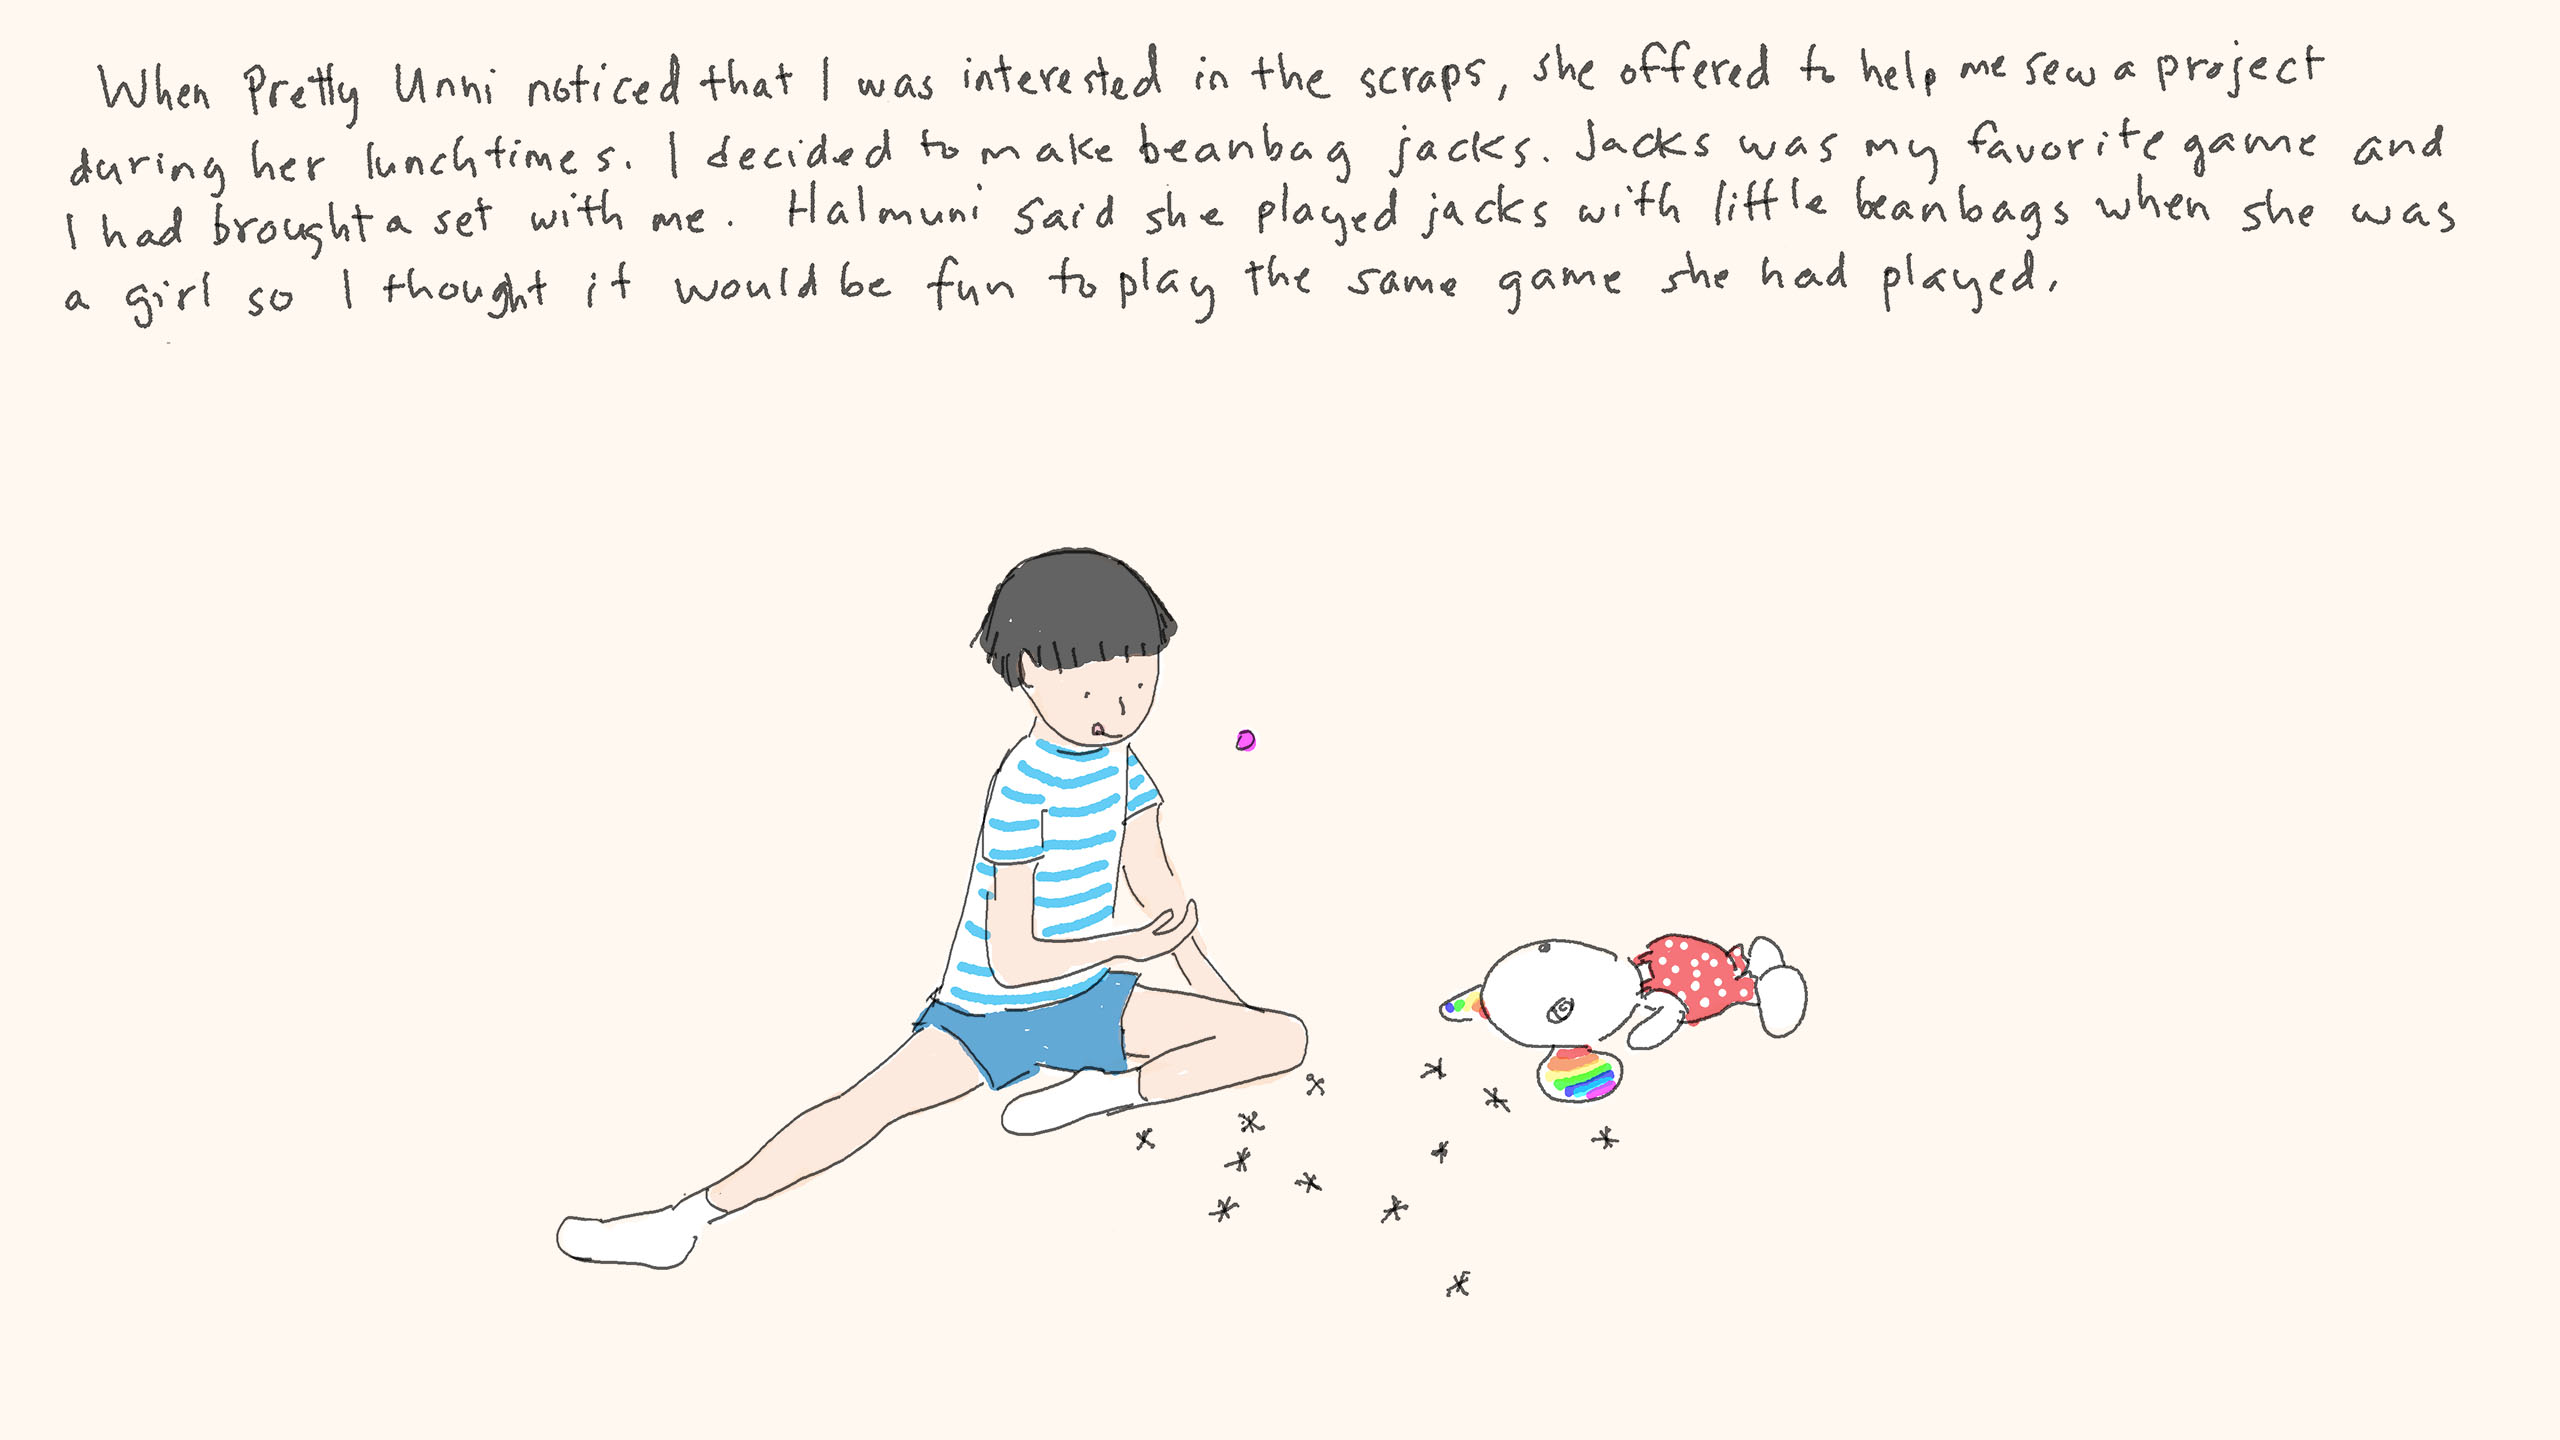 When Pretty Unni noticed that I was interested in the scraps, she offered to help me sew a project
during her lunchtimes. I decided to make beanbag jacks. Jacks was my favorite game and
I had brought a set with me. Halmuni said she played jacks with little beanbags when she was
a girl so I thought it would be fun to play the same game she had played.